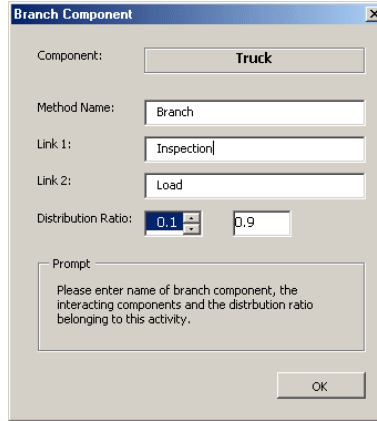 Branch Component
Component: Truck
Method Name: Branch
Link 1: Inspection
Link 2: Load
Distribution Ratio: 0.1 0.9
Prompt
Please enter name of branch component, the
interacting components and the distrbution ratio
belonging to this activity.
OK